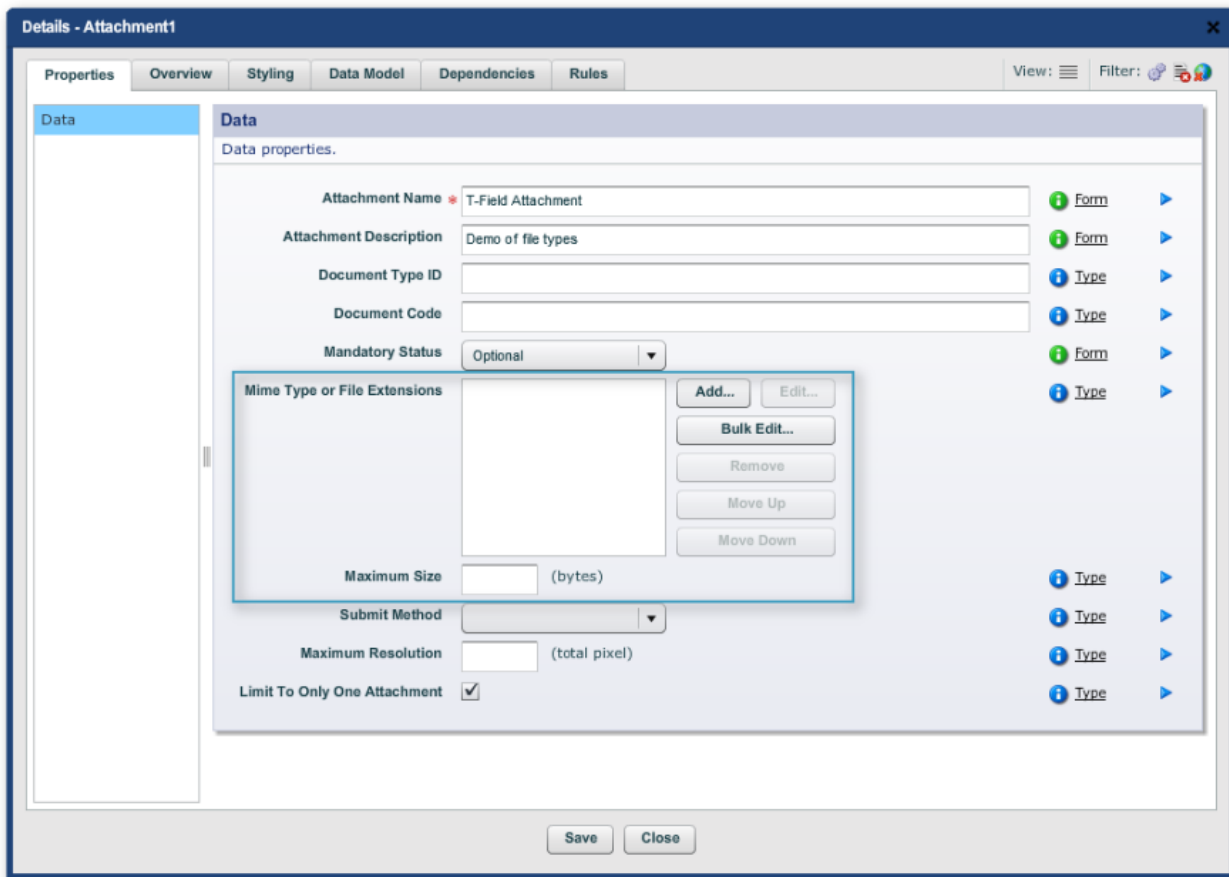 Details - Attachment1
Properties Overview Styling Data Model Dependencies Rules View: Filter:
Data
Data
Data properties.
Attachment Name * T-Field Attachment Form
Attachment Description Demo of file types Form
Document Type ID Type
Document Code Type
Mandatory Status Optional Form
Mime Type or File Extensions Add... Edit... Type
Bulk Edit...
Remove
Move Up
Move Down
Maximum Size (bytes) Type
Submit Method Type
Maximum Resolution (total pixel) Type
Limit To Only One Attachment Type
Save Close